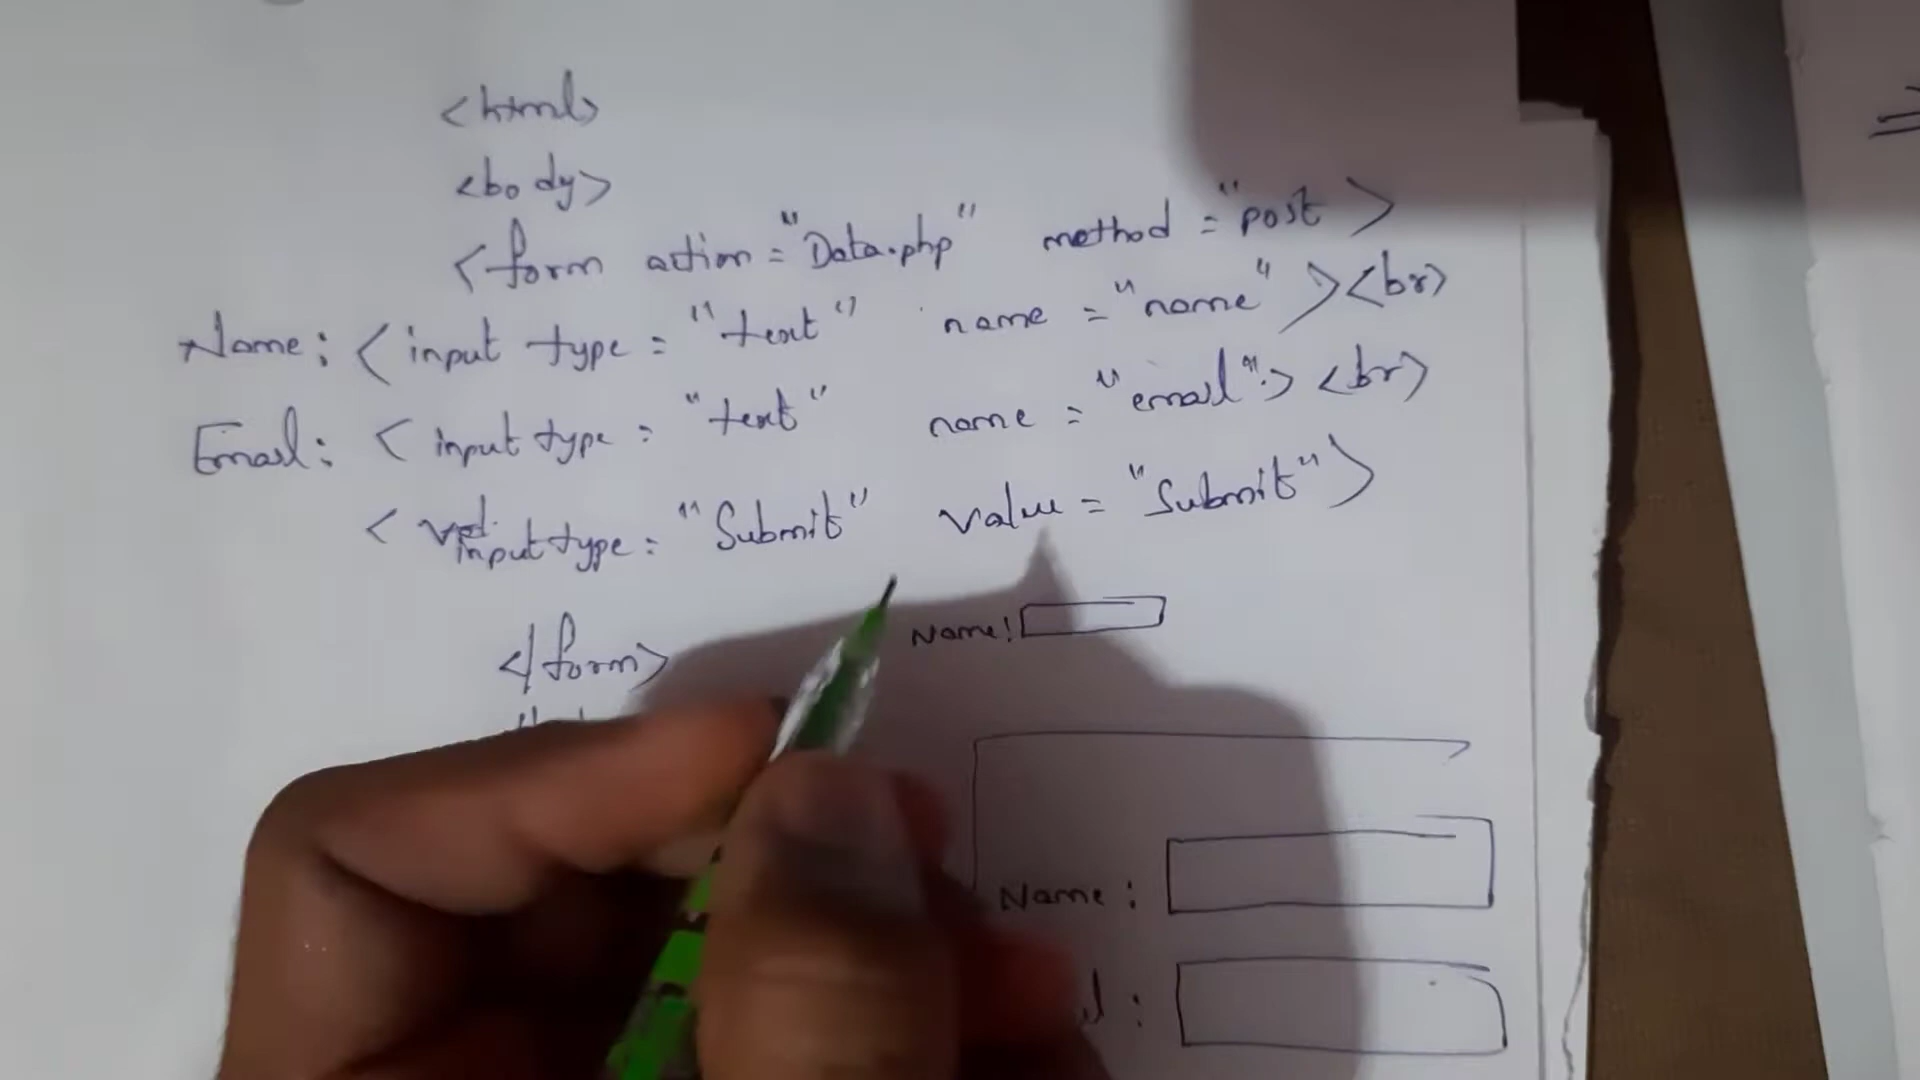 <html>
<body>
<form action="Data.php" method="post>
Name: <input type="text" name="name"><br>
Email: <input type="text" name="email"> <br>
<input type="Submit" value="Submit">
</form>
Name:
Name: